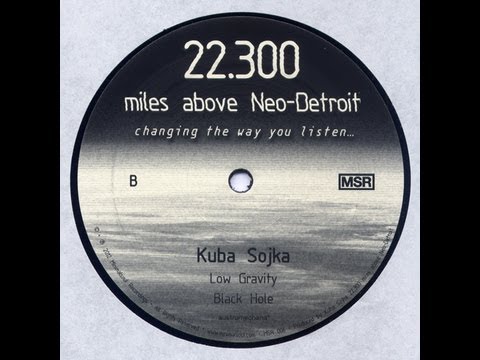 22.300
miles above Neo-Detroit
changing the way you listen...
B
MSR
Kuba Sojka
Low Gravity
Black Hole